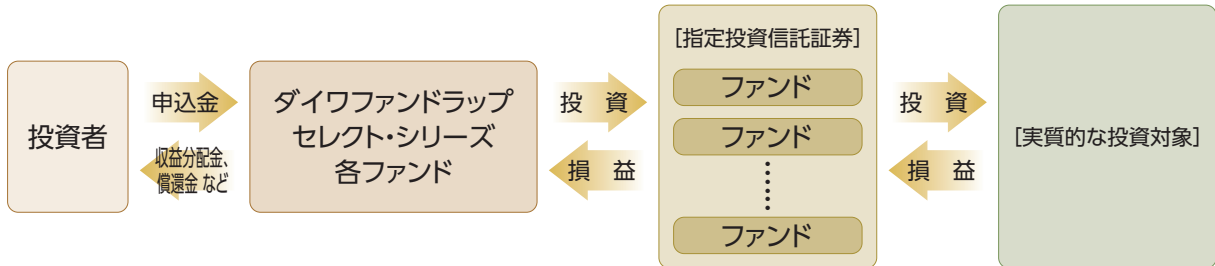 投資者
申込金
収益分配金、
償還金 など
ダイワファンドラップ
セレクト・シリーズ
各ファンド
投 資
損 益
[指定投資信託証券]
ファンド
ファンド
ファンド
投 資
損 益
[実質的な投資対象]